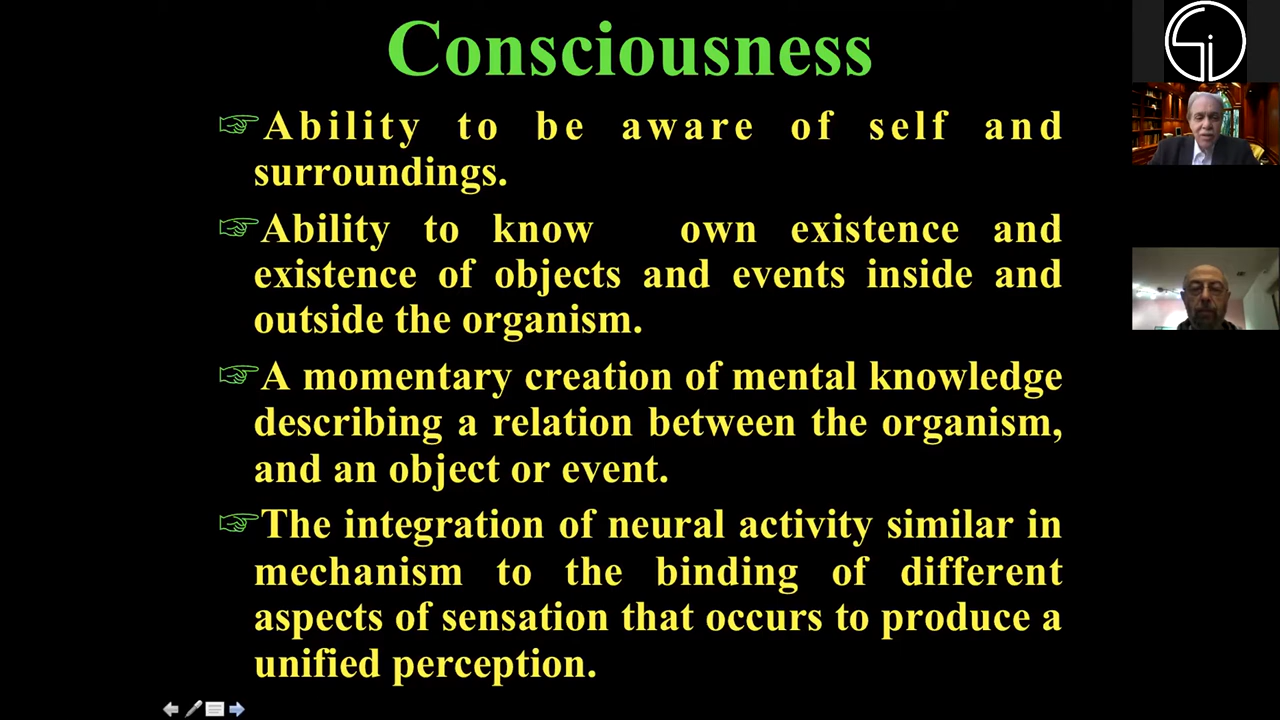 Consciousness
☞Ability to be aware of self and
surroundings.
☞Ability to know own existence and
existence of objects and events inside and
outside the organism.
☞A momentary creation of mental knowledge
describing a relation between the organism,
and an object or event.
☞The integration of neural activity similar in
mechanism to the binding of different
aspects of sensation that occurs to produce a
unified perception.